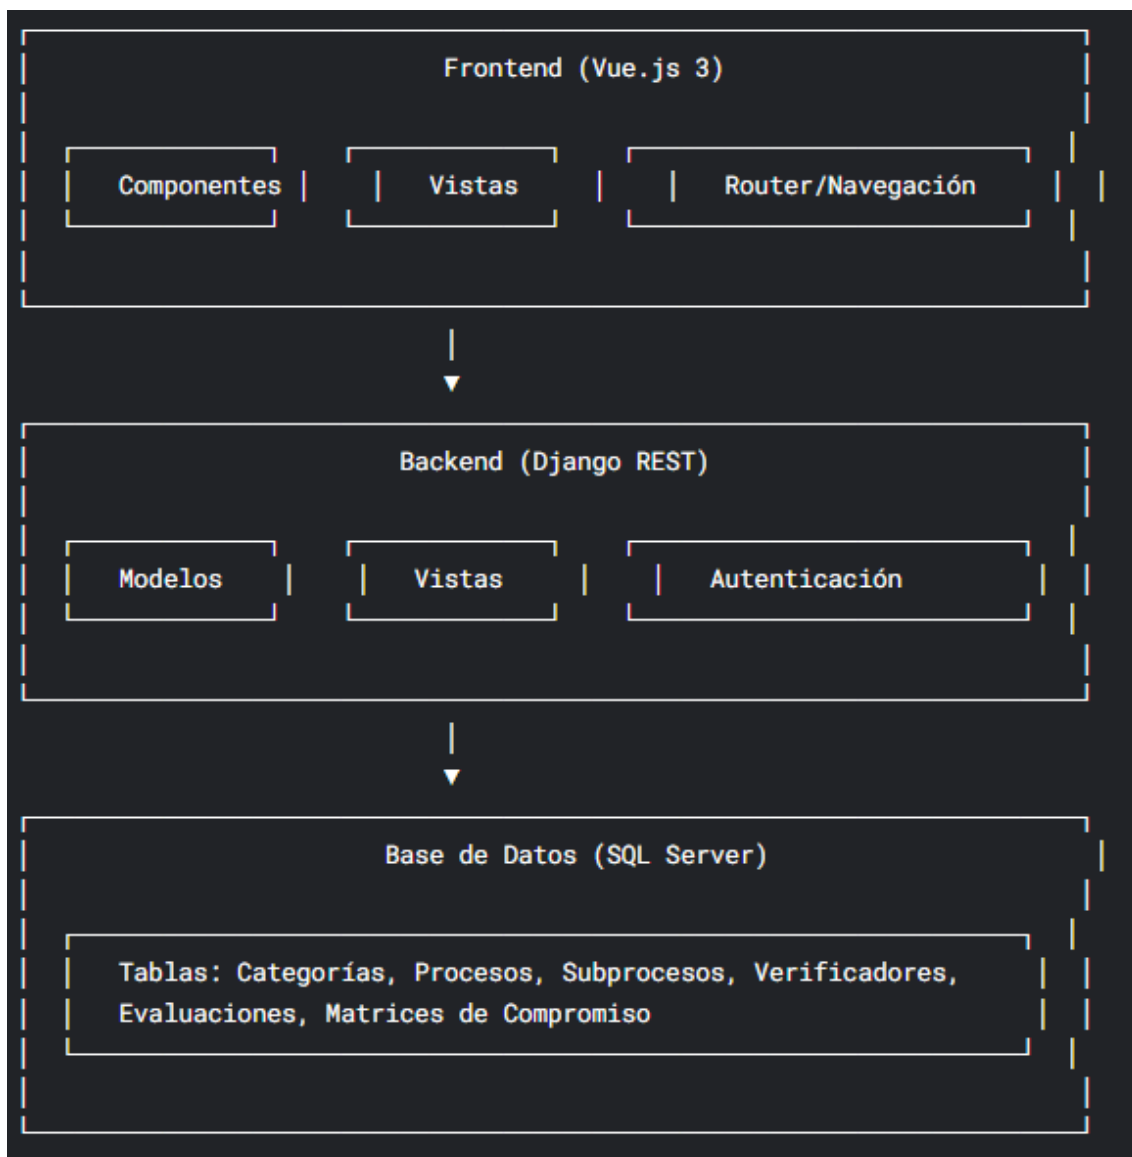 Frontend (Vue.js 3)
Componentes Vistas Router/Navegación
Backend (Django REST)
Modelos Vistas Autenticación
Base de Datos (SQL Server)
Tablas: Categorías, Procesos, Subprocesos, Verificadores,
Evaluaciones, Matrices de Compromiso